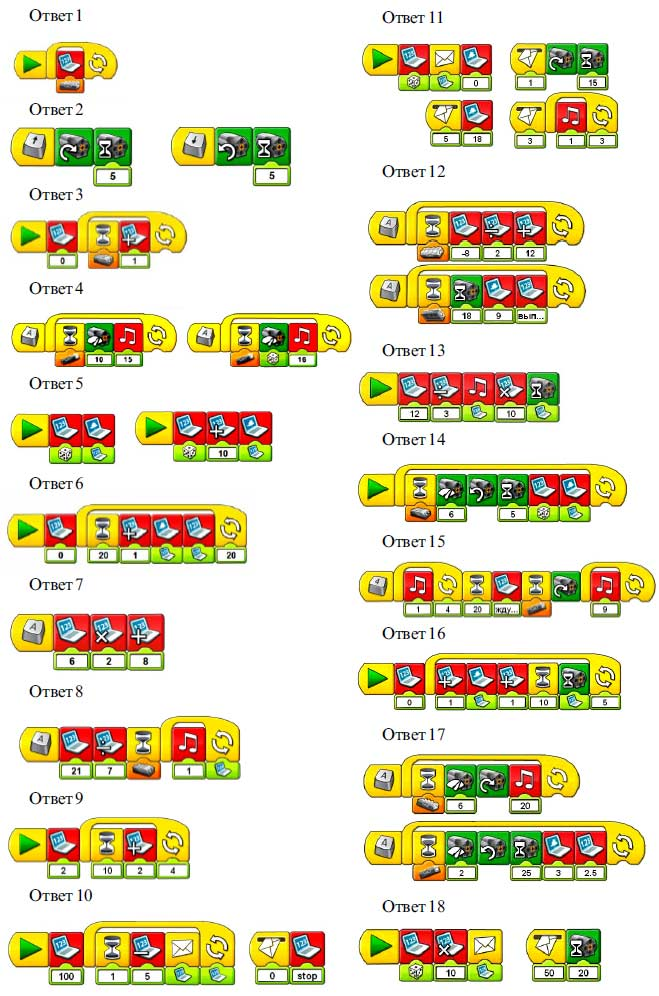 Ответ 1
Ответ 2
5
5
Ответ 3
0 1
Ответ 4
10 15
16
Ответ 5
10
Ответ 6
0 20 1 20
Ответ 7
6 2 8
Ответ 8
21 7 1
Ответ 9
2 10 2 4
Ответ 10
100 1 5
0 stop
Ответ 11
0
1 15
5 18
3 1 3
Ответ 12
-8 2 12
18 9 вып...
Ответ 13
12 3 10
Ответ 14
6 5
Ответ 15
1 4 20 жду... 9
Ответ 16
0 1 1 10 5
Ответ 17
6 20
2 25 3 2.5
Ответ 18
10
50 20